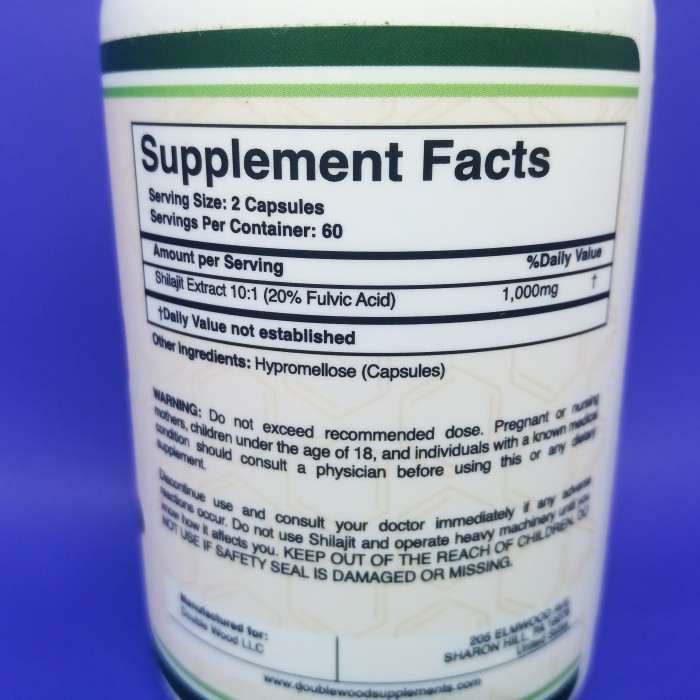 Supplement Facts
Serving Size: 2 Capsules
Servings Per Container: 60
Amount per Serving %Daily Value
Shilajit Extract 10:1 (20% Fulvic Acid) 1,000mg †
†Daily Value not established
Other Ingredients: Hypromellose (Capsules)
WARNING: Do not exceed recommended dose. Pregnant or nursing
mothers, children under the age of 18, and individuals with a known medical
condition should consult a physician before using this or any dietary
supplement.
Discontinue use and consult your doctor immediately if any adverse
reactions occur. Do not use Shilajit and operate heavy machinery until you
know how it affects you. KEEP OUT OF THE REACH OF CHILDREN. DO
NOT USE IF SAFETY SEAL IS DAMAGED OR MISSING.
Manufactured for:
Double Wood LLC
205 ELMWOOD AVE
SHARON HILL, PA
United States
www.doublewoodsupplements.com